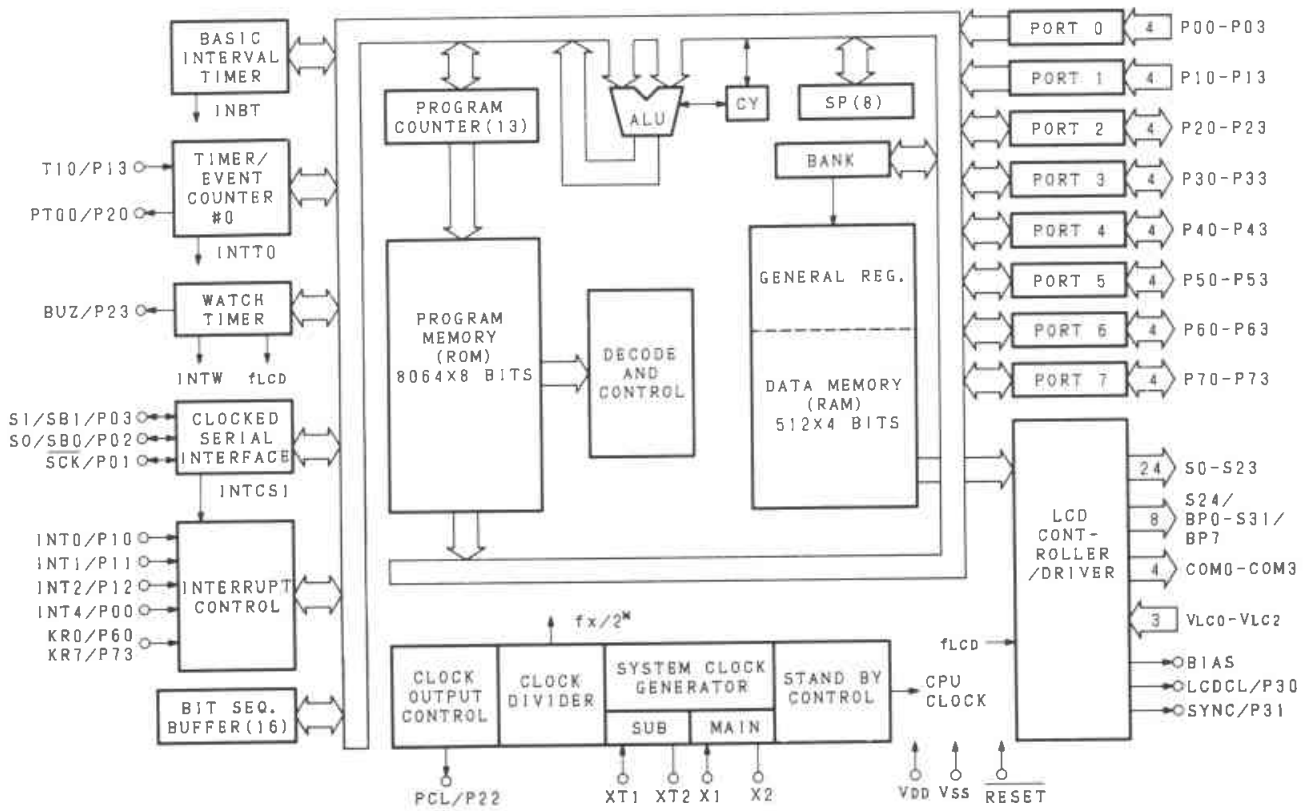 BASIC
INTERVAL
TIMER
INBT
TI0/P13
PT00/P20
TIMER/
EVENT
COUNTER
#0
INTT0
BUZ/P23
WATCH
TIMER
INTW
fLCD
SI/SB1/P03
SO/SB0/P02
SCK/P01
CLOCKED
SERIAL
INTERFACE
INTCSI
INT0/P10
INT1/P11
INT2/P12
INT4/P00
KR0/P60
KR7/P73
INTERRUPT
CONTROL
BIT SEQ.
BUFFER(16)
PROGRAM
COUNTER(13)
ALU
CY
SP(8)
BANK
PROGRAM
MEMORY
(ROM)
8064X8 BITS
DECODE
AND
CONTROL
GENERAL REG.
DATA MEMORY
(RAM)
512X4 BITS
fx/2ᴺ
CLOCK
OUTPUT
CONTROL
CLOCK
DIVIDER
SYSTEM CLOCK
GENERATOR
SUB
MAIN
STAND BY
CONTROL
CPU
CLOCK
PCL/P22
XT1
XT2
X1
X2
VDD
VSS
RESET
PORT 0
4
P00-P03
PORT 1
4
P10-P13
PORT 2
4
P20-P23
PORT 3
4
P30-P33
PORT 4
4
P40-P43
PORT 5
4
P50-P53
PORT 6
4
P60-P63
PORT 7
4
P70-P73
LCD
CONT-
ROLLER
/DRIVER
fLCD
24
S0-S23
8
S24/
BP0-S31/
BP7
4
COM0-COM3
3
VLC0-VLC2
BIAS
LCDCL/P30
SYNC/P31